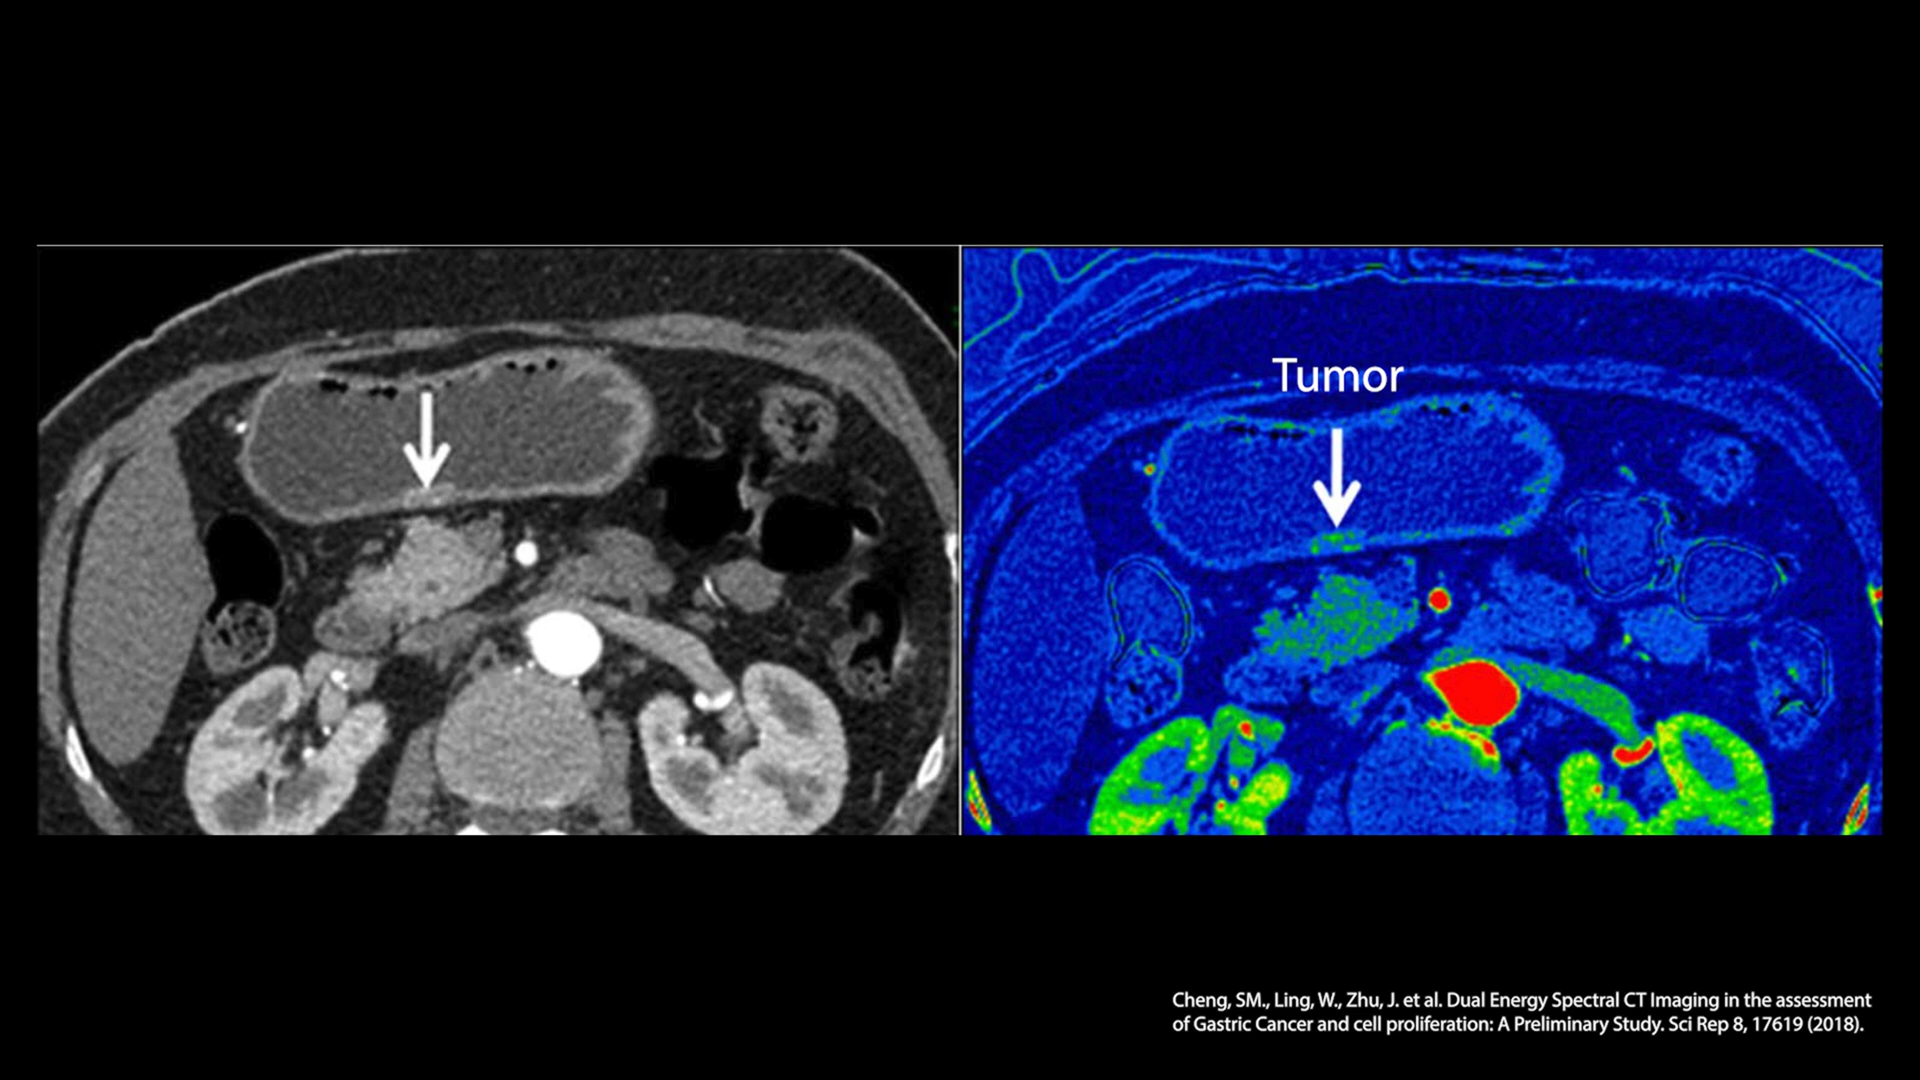 Tumor
Cheng, SM., Ling, W., Zhu, J. et al. Dual Energy Spectral CT Imaging in the assessment
of Gastric Cancer and cell proliferation: A Preliminary Study. Sci Rep 8, 17619 (2018).